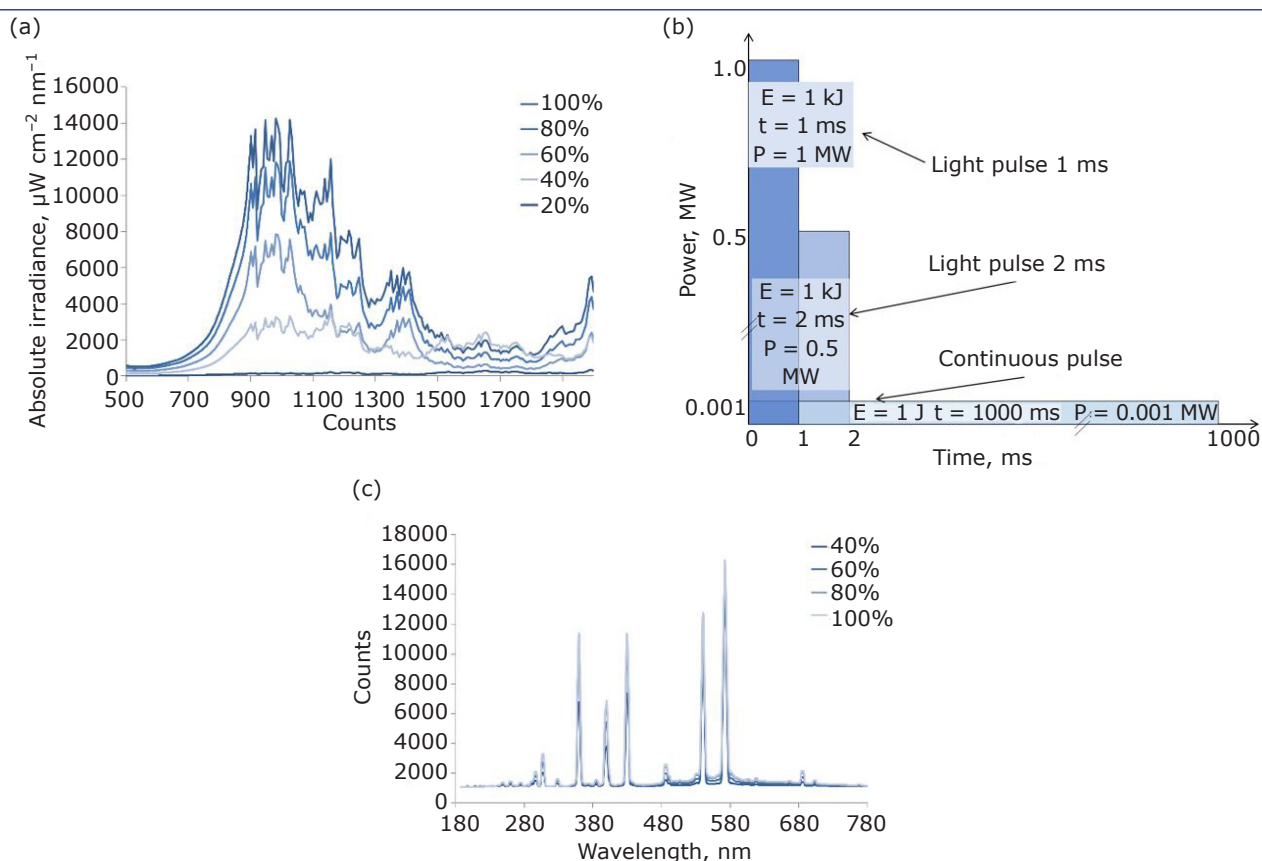 (a)
Absolute irradiance, µW cm⁻² nm⁻¹
16000
14000
12000
10000
8000
6000
4000
2000
0
500
700
900
1100
1300
1500
1700
1900
Counts
100%
80%
60%
40%
20%
(b)
Power, MW
1.0
0.5
0.001
E = 1 kJ
t = 1 ms
P = 1 MW
Light pulse 1 ms
E = 1 kJ
t = 2 ms
P = 0.5
MW
Light pulse 2 ms
Continuous pulse
E = 1 J t = 1000 ms P = 0.001 MW
0
1
2
1000
Time, ms
(c)
Counts
18000
16000
14000
12000
10000
8000
6000
4000
2000
0
180
280
380
480
580
680
780
Wavelength, nm
40%
60%
80%
100%